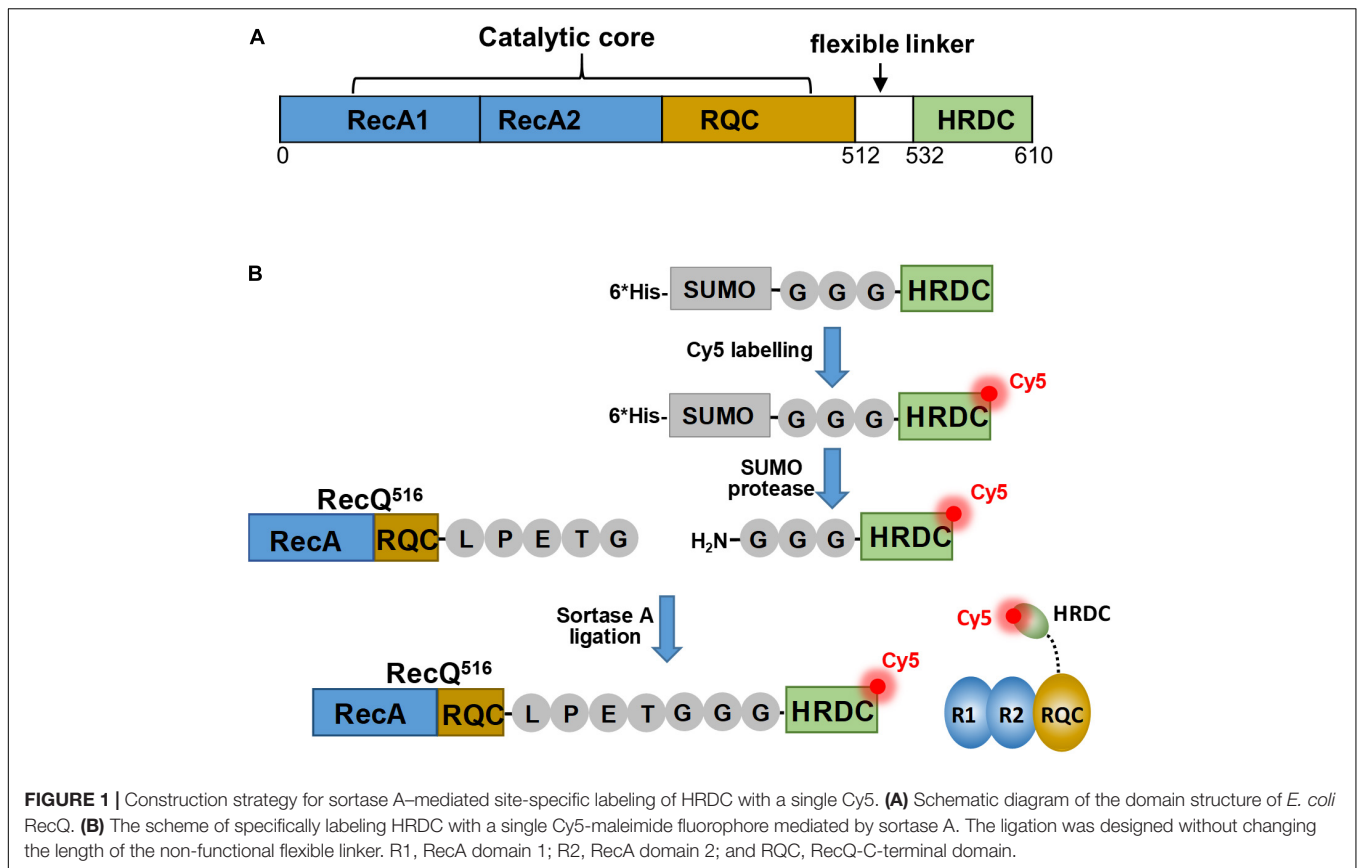 A
Catalytic core
flexible linker
RecA1 RecA2 RQC HRDC
0 512 532 610
B
6*His- SUMO G G G HRDC
Cy5 labelling
Cy5
6*His- SUMO G G G HRDC
SUMO
protease
Cy5
RecQ⁵¹⁶
RecA RQC L P E T G
H₂N G G G HRDC
Sortase A
ligation
Cy5
RecQ⁵¹⁶
RecA RQC L P E T G G G HRDC
Cy5 HRDC
R1 R2 RQC
FIGURE 1 | Construction strategy for sortase A–mediated site-specific labeling of HRDC with a single Cy5. (A) Schematic diagram of the domain structure of E. coli
RecQ. (B) The scheme of specifically labeling HRDC with a single Cy5-maleimide fluorophore mediated by sortase A. The ligation was designed without changing
the length of the non-functional flexible linker. R1, RecA domain 1; R2, RecA domain 2; and RQC, RecQ-C-terminal domain.